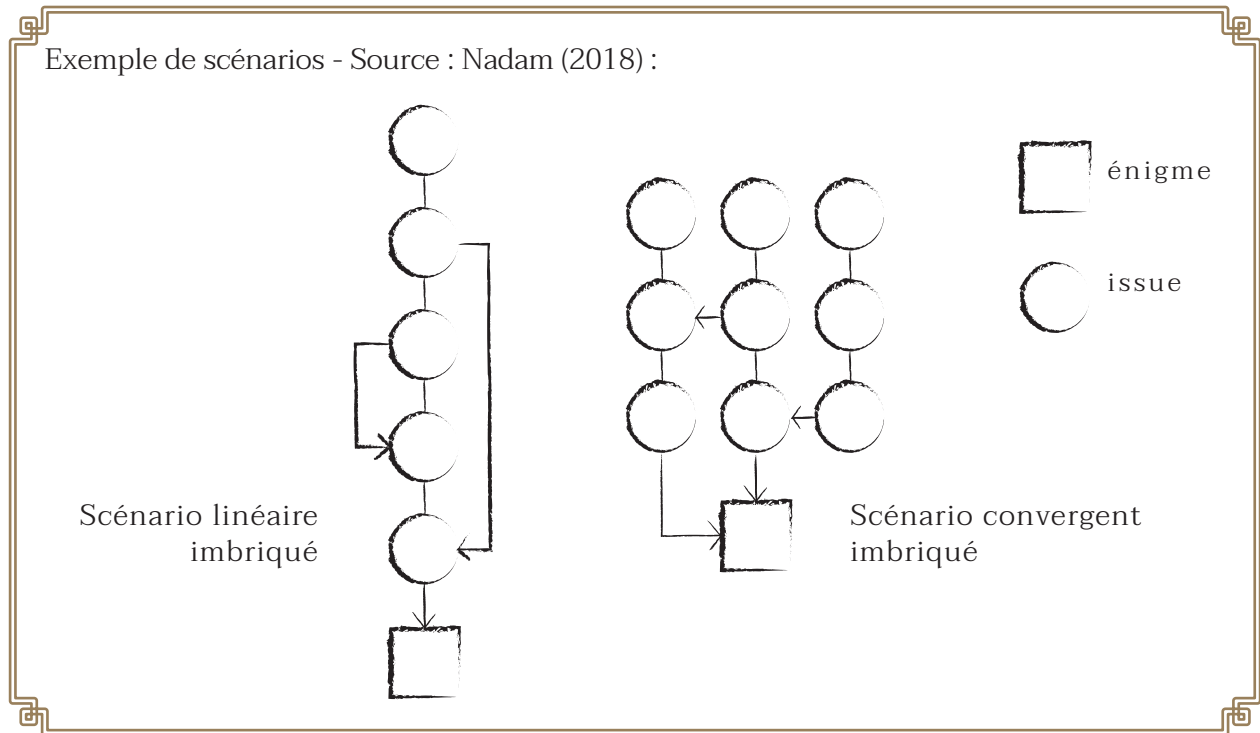 Exemple de scénarios - Source : Nadam (2018) :
énigme
issue
Scénario linéaire
imbriqué
Scénario convergent
imbriqué